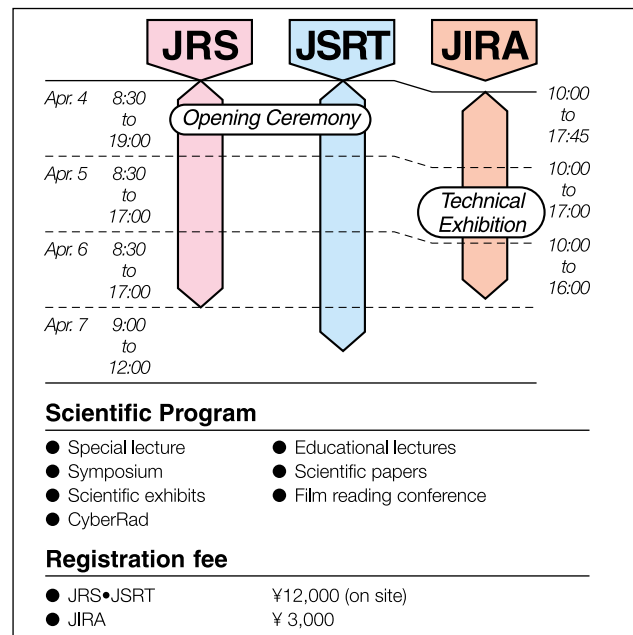 JRS JSRT JIRA
Apr. 4 8:30 to 19:00
Opening Ceremony
10:00 to 17:45
Apr. 5 8:30 to 17:00
10:00 to 17:00
Technical
Exhibition
Apr. 6 8:30 to 17:00
10:00 to 16:00
Apr. 7 9:00 to 12:00
Scientific Program
● Special lecture ● Educational lectures
● Symposium ● Scientific papers
● Scientific exhibits ● Film reading conference
● CyberRad
Registration fee
● JRS•JSRT ¥12,000 (on site)
● JIRA ¥ 3,000